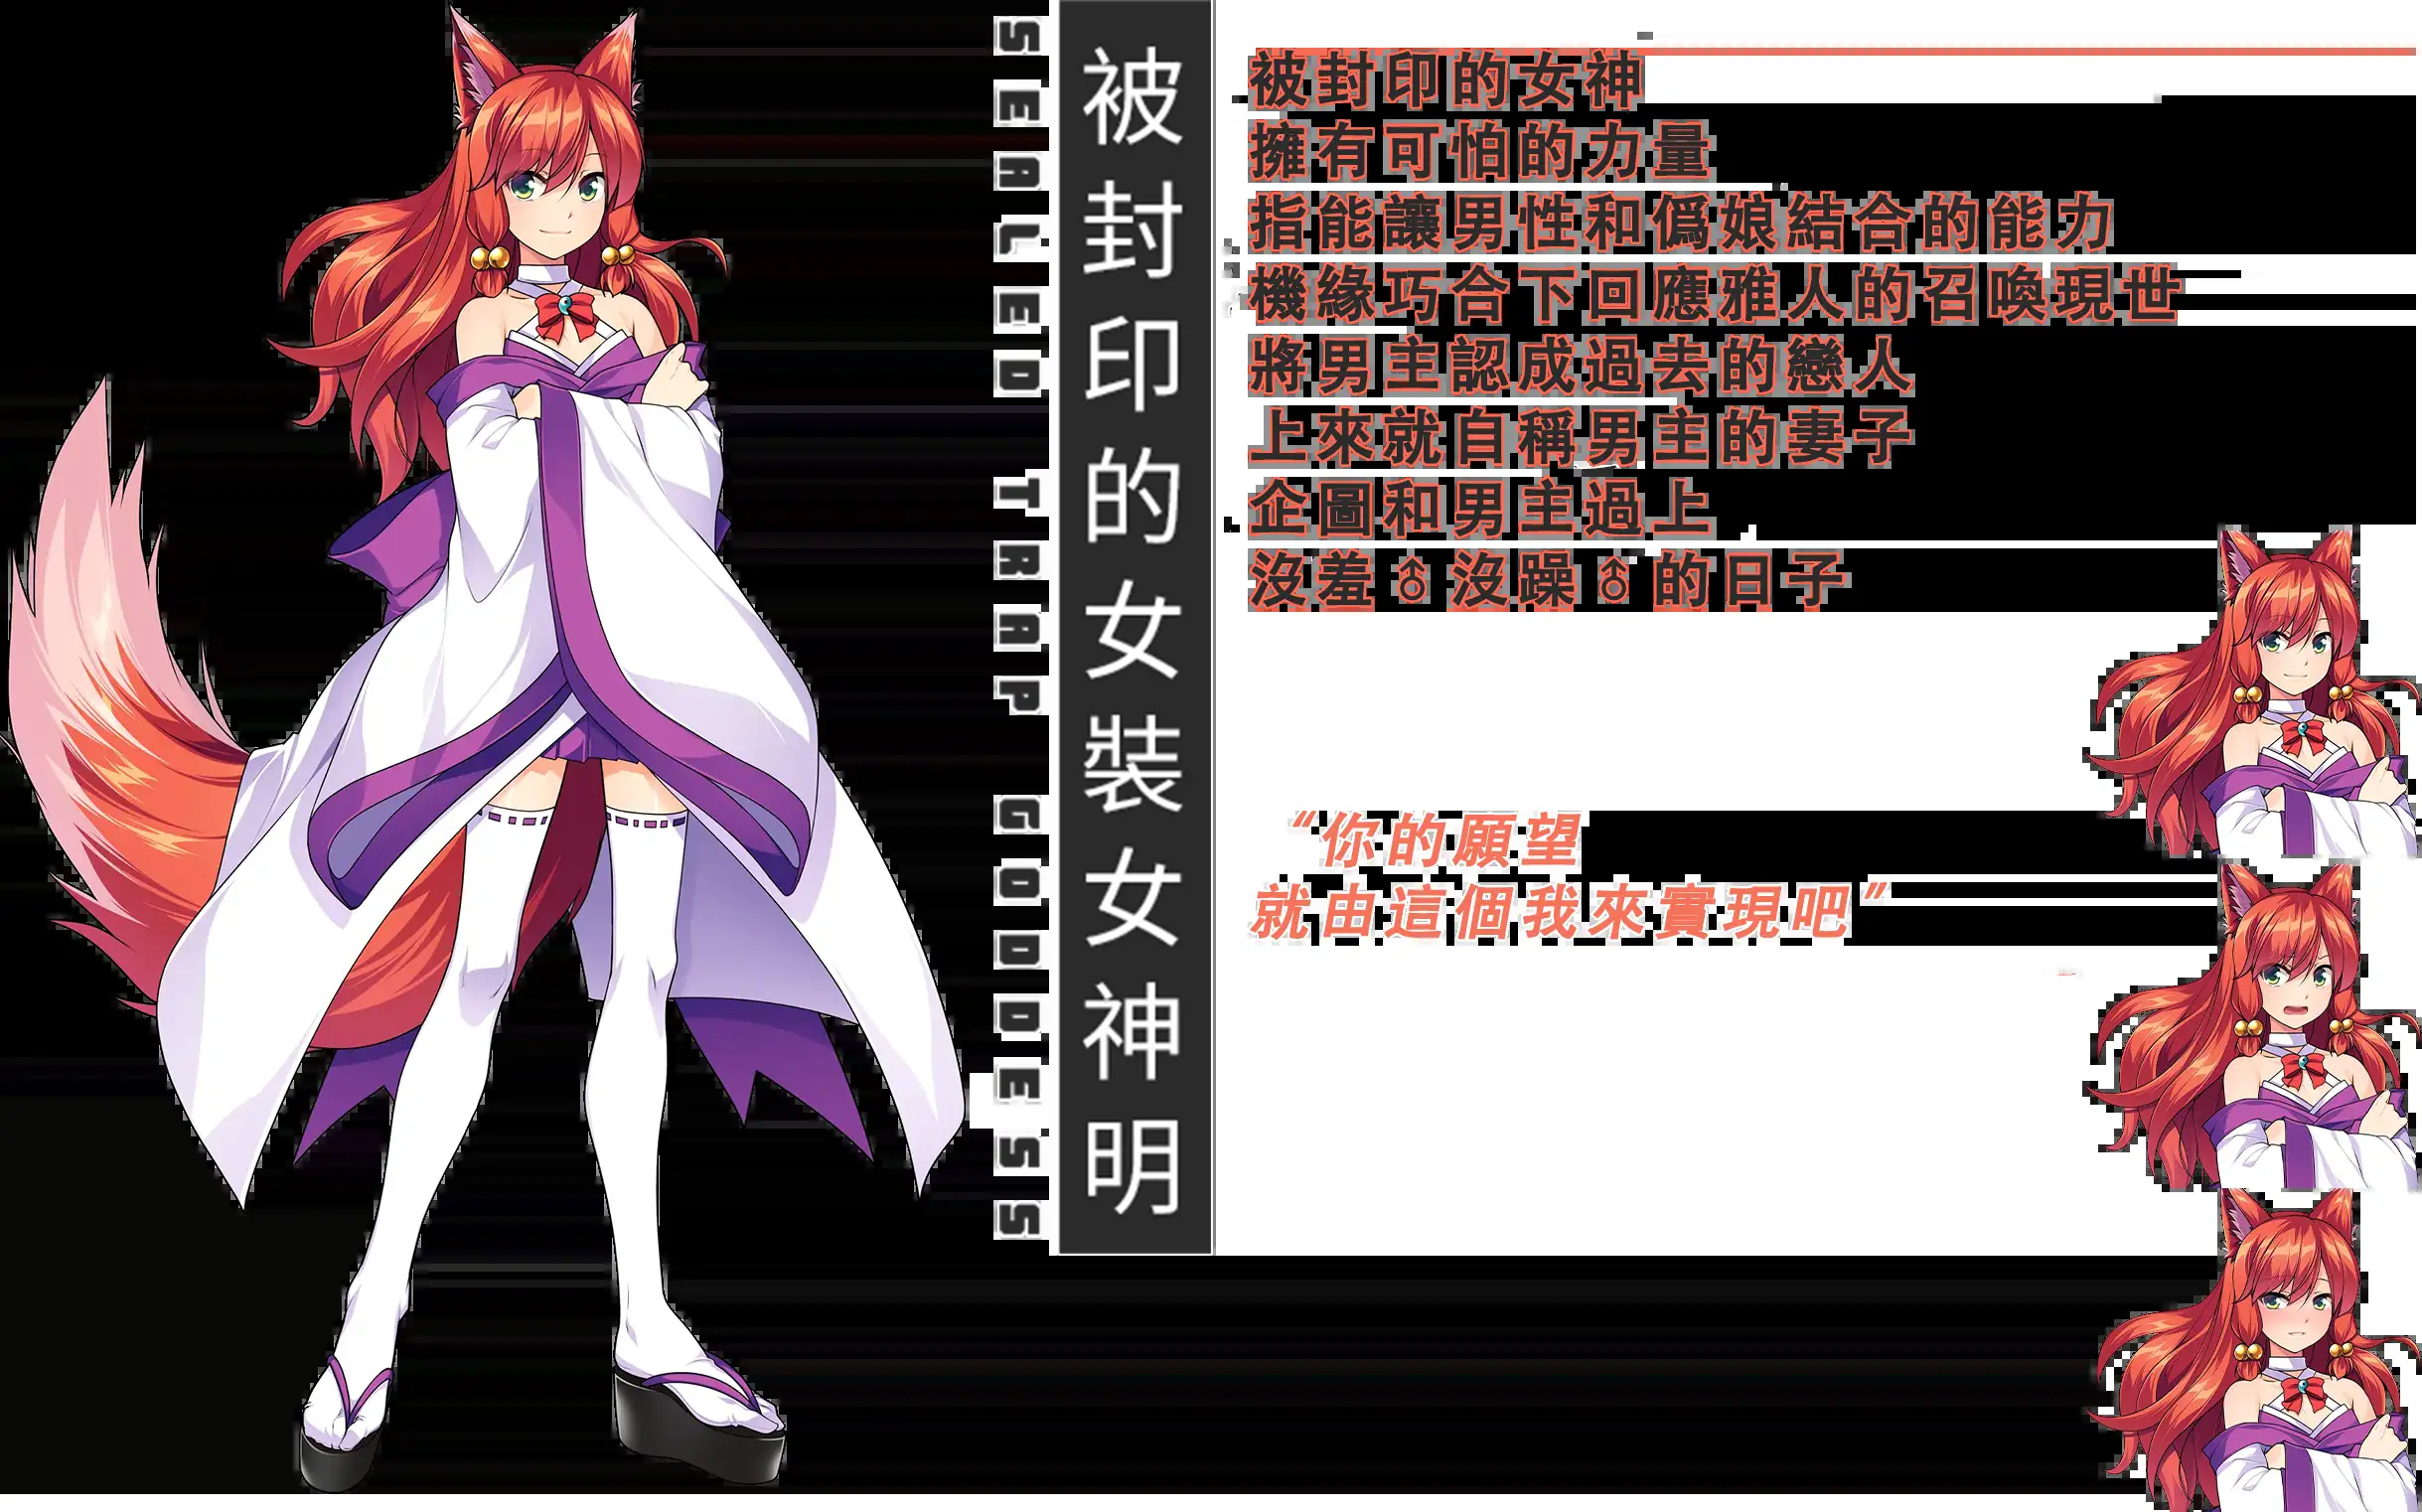 SEALED TRAP GODDESS
被封印的女裝女神明
被封印的女神
擁有可怕的力量
指能讓男性和僞娘結合的能力
機緣巧合下回應雅人的召喚現世
將男主認成過去的戀人
上來就自稱男主的妻子
企圖和男主過上
沒羞♂沒躁♂的日子
“你的願望
就由這個我來實現吧”